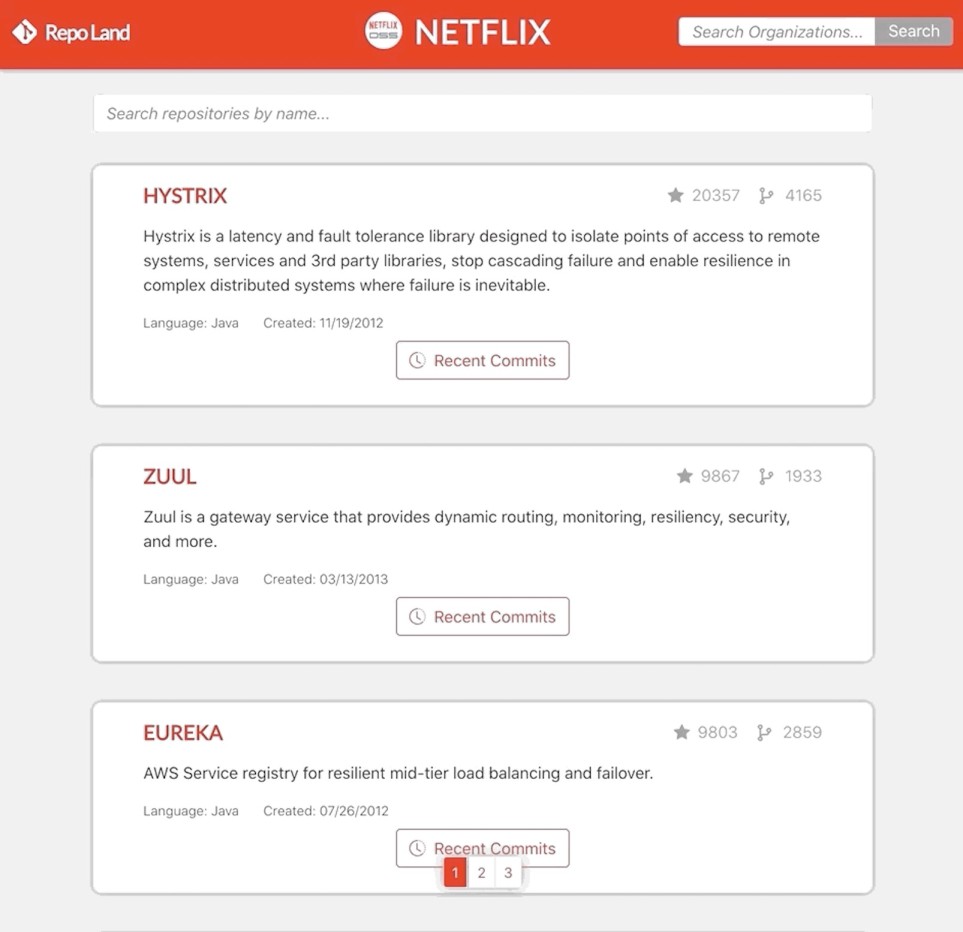 Repo Land
NETFLIX
OSS
NETFLIX
Search Organizations...
Search
Search repositories by name...
HYSTRIX
20357
4165
Hystrix is a latency and fault tolerance library designed to isolate points of access to remote
systems, services and 3rd party libraries, stop cascading failure and enable resilience in
complex distributed systems where failure is inevitable.
Language: Java
Created: 11/19/2012
Recent Commits
ZUUL
9867
1933
Zuul is a gateway service that provides dynamic routing, monitoring, resiliency, security,
and more.
Language: Java
Created: 03/13/2013
Recent Commits
EUREKA
9803
2859
AWS Service registry for resilient mid-tier load balancing and failover.
Language: Java
Created: 07/26/2012
Recent Commits
1 2 3